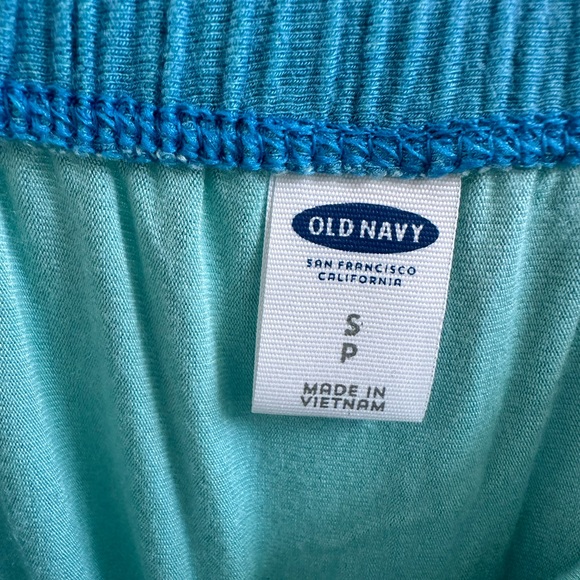 OLD NAVY
SAN FRANCISCO
CALIFORNIA
S
P
MADE IN
VIETNAM